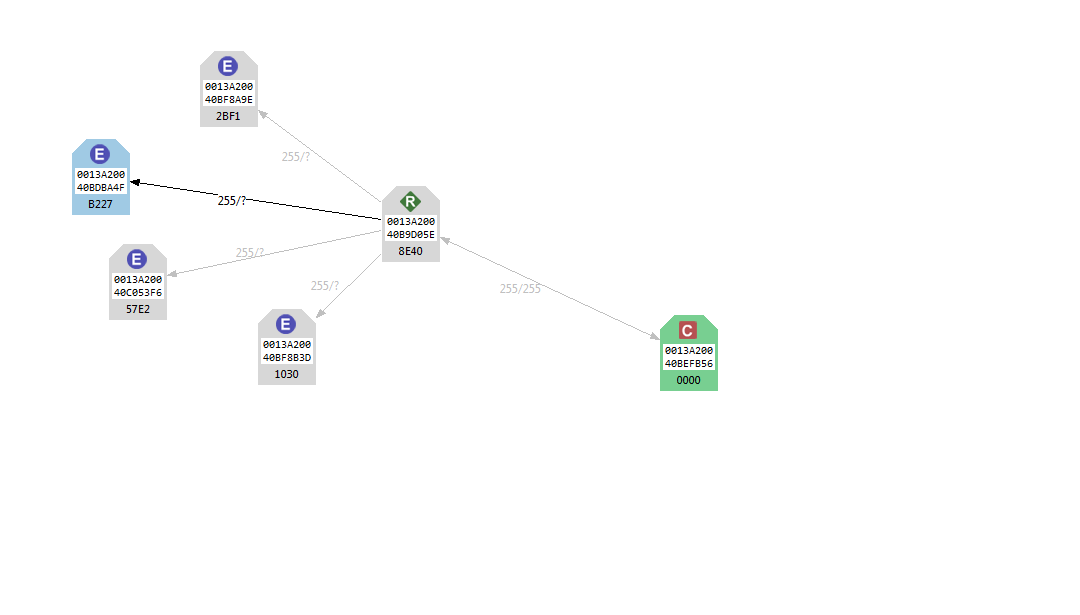 E
0013A200
40BF8A9E
2BF1
255/?
E
0013A200
40BDBA4F
B227
255/?
R
0013A200
40B9D05E
8E40
E
0013A200
40C053F6
57E2
255/?
255/?
255/255
E
0013A200
40BF8B3D
1030
C
0013A200
40BEFB56
0000